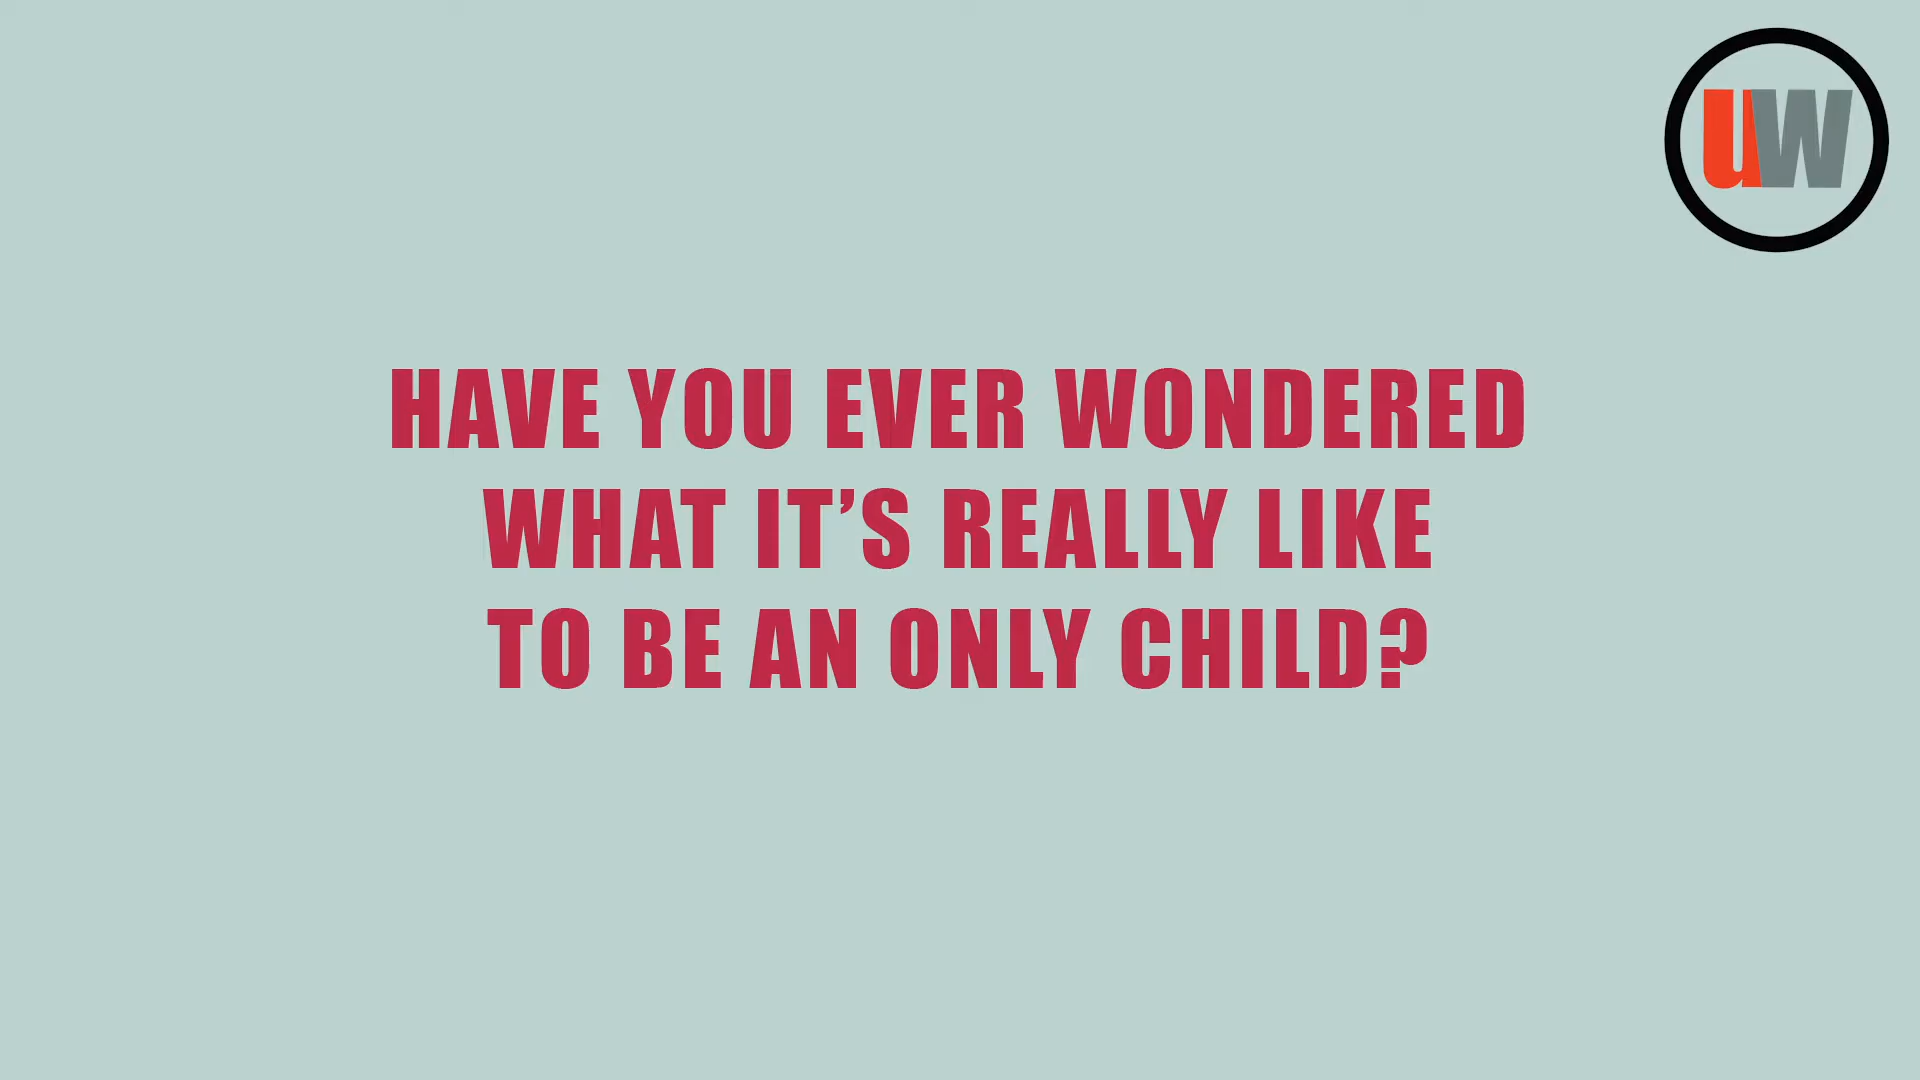 uW
HAVE YOU EVER WONDERED
WHAT IT’S REALLY LIKE
TO BE AN ONLY CHILD?